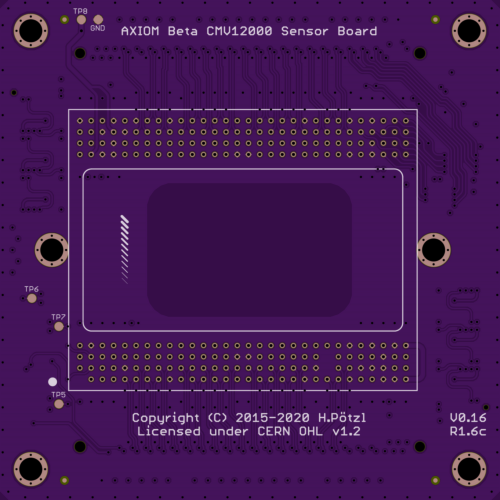 TP8
GND
AXIOM Beta CMV12000 Sensor Board
TP6
TP7
TP5
Copyright (C) 2015-2020 H.Pötzl
Licensed under CERN OHL v1.2
V0.16
R1.6c